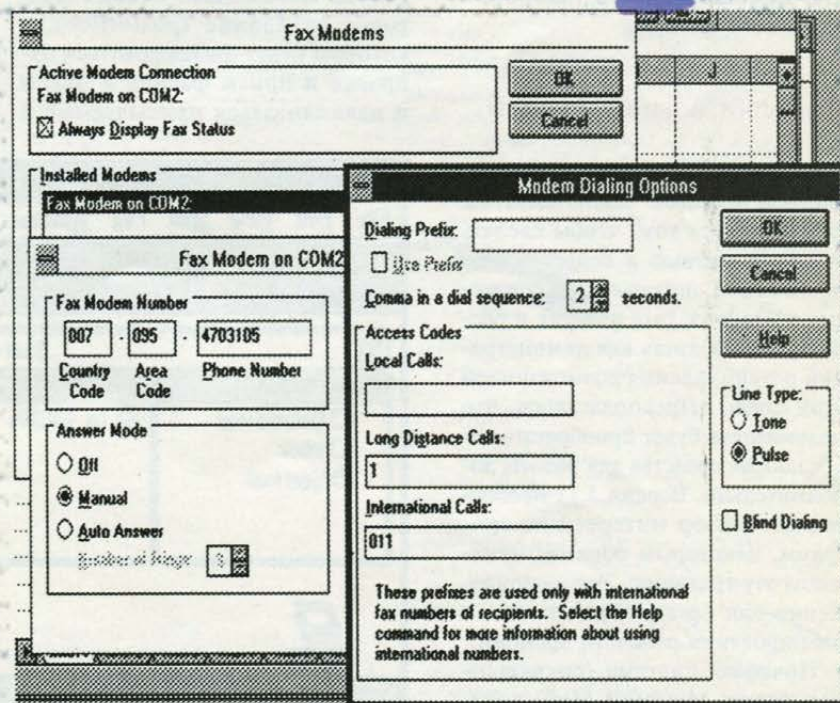 Fax Modems
Active Modem Connection
Fax Modem on COM2:
Always Display Fax Status
OK
Cancel
J
Installed Modems
Fax Modem on COM2:
Fax Modem on COM2
Fax Modem Number
007 - 095 - 4703105
Country Code
Area Code
Phone Number
Answer Mode
Off
Manual
Auto Answer
Modem Dialing Options
Dialing Prefix:
Use Prefix
Comma in a dial sequence: 2 seconds.
Access Codes
Local Calls:
Long Distance Calls:
1
International Calls:
011
These prefixes are used only with international
fax numbers of recipients. Select the Help
command for more information about using
international numbers.
OK
Cancel
Help
Line Type:
Tone
Pulse
Blind Dialing